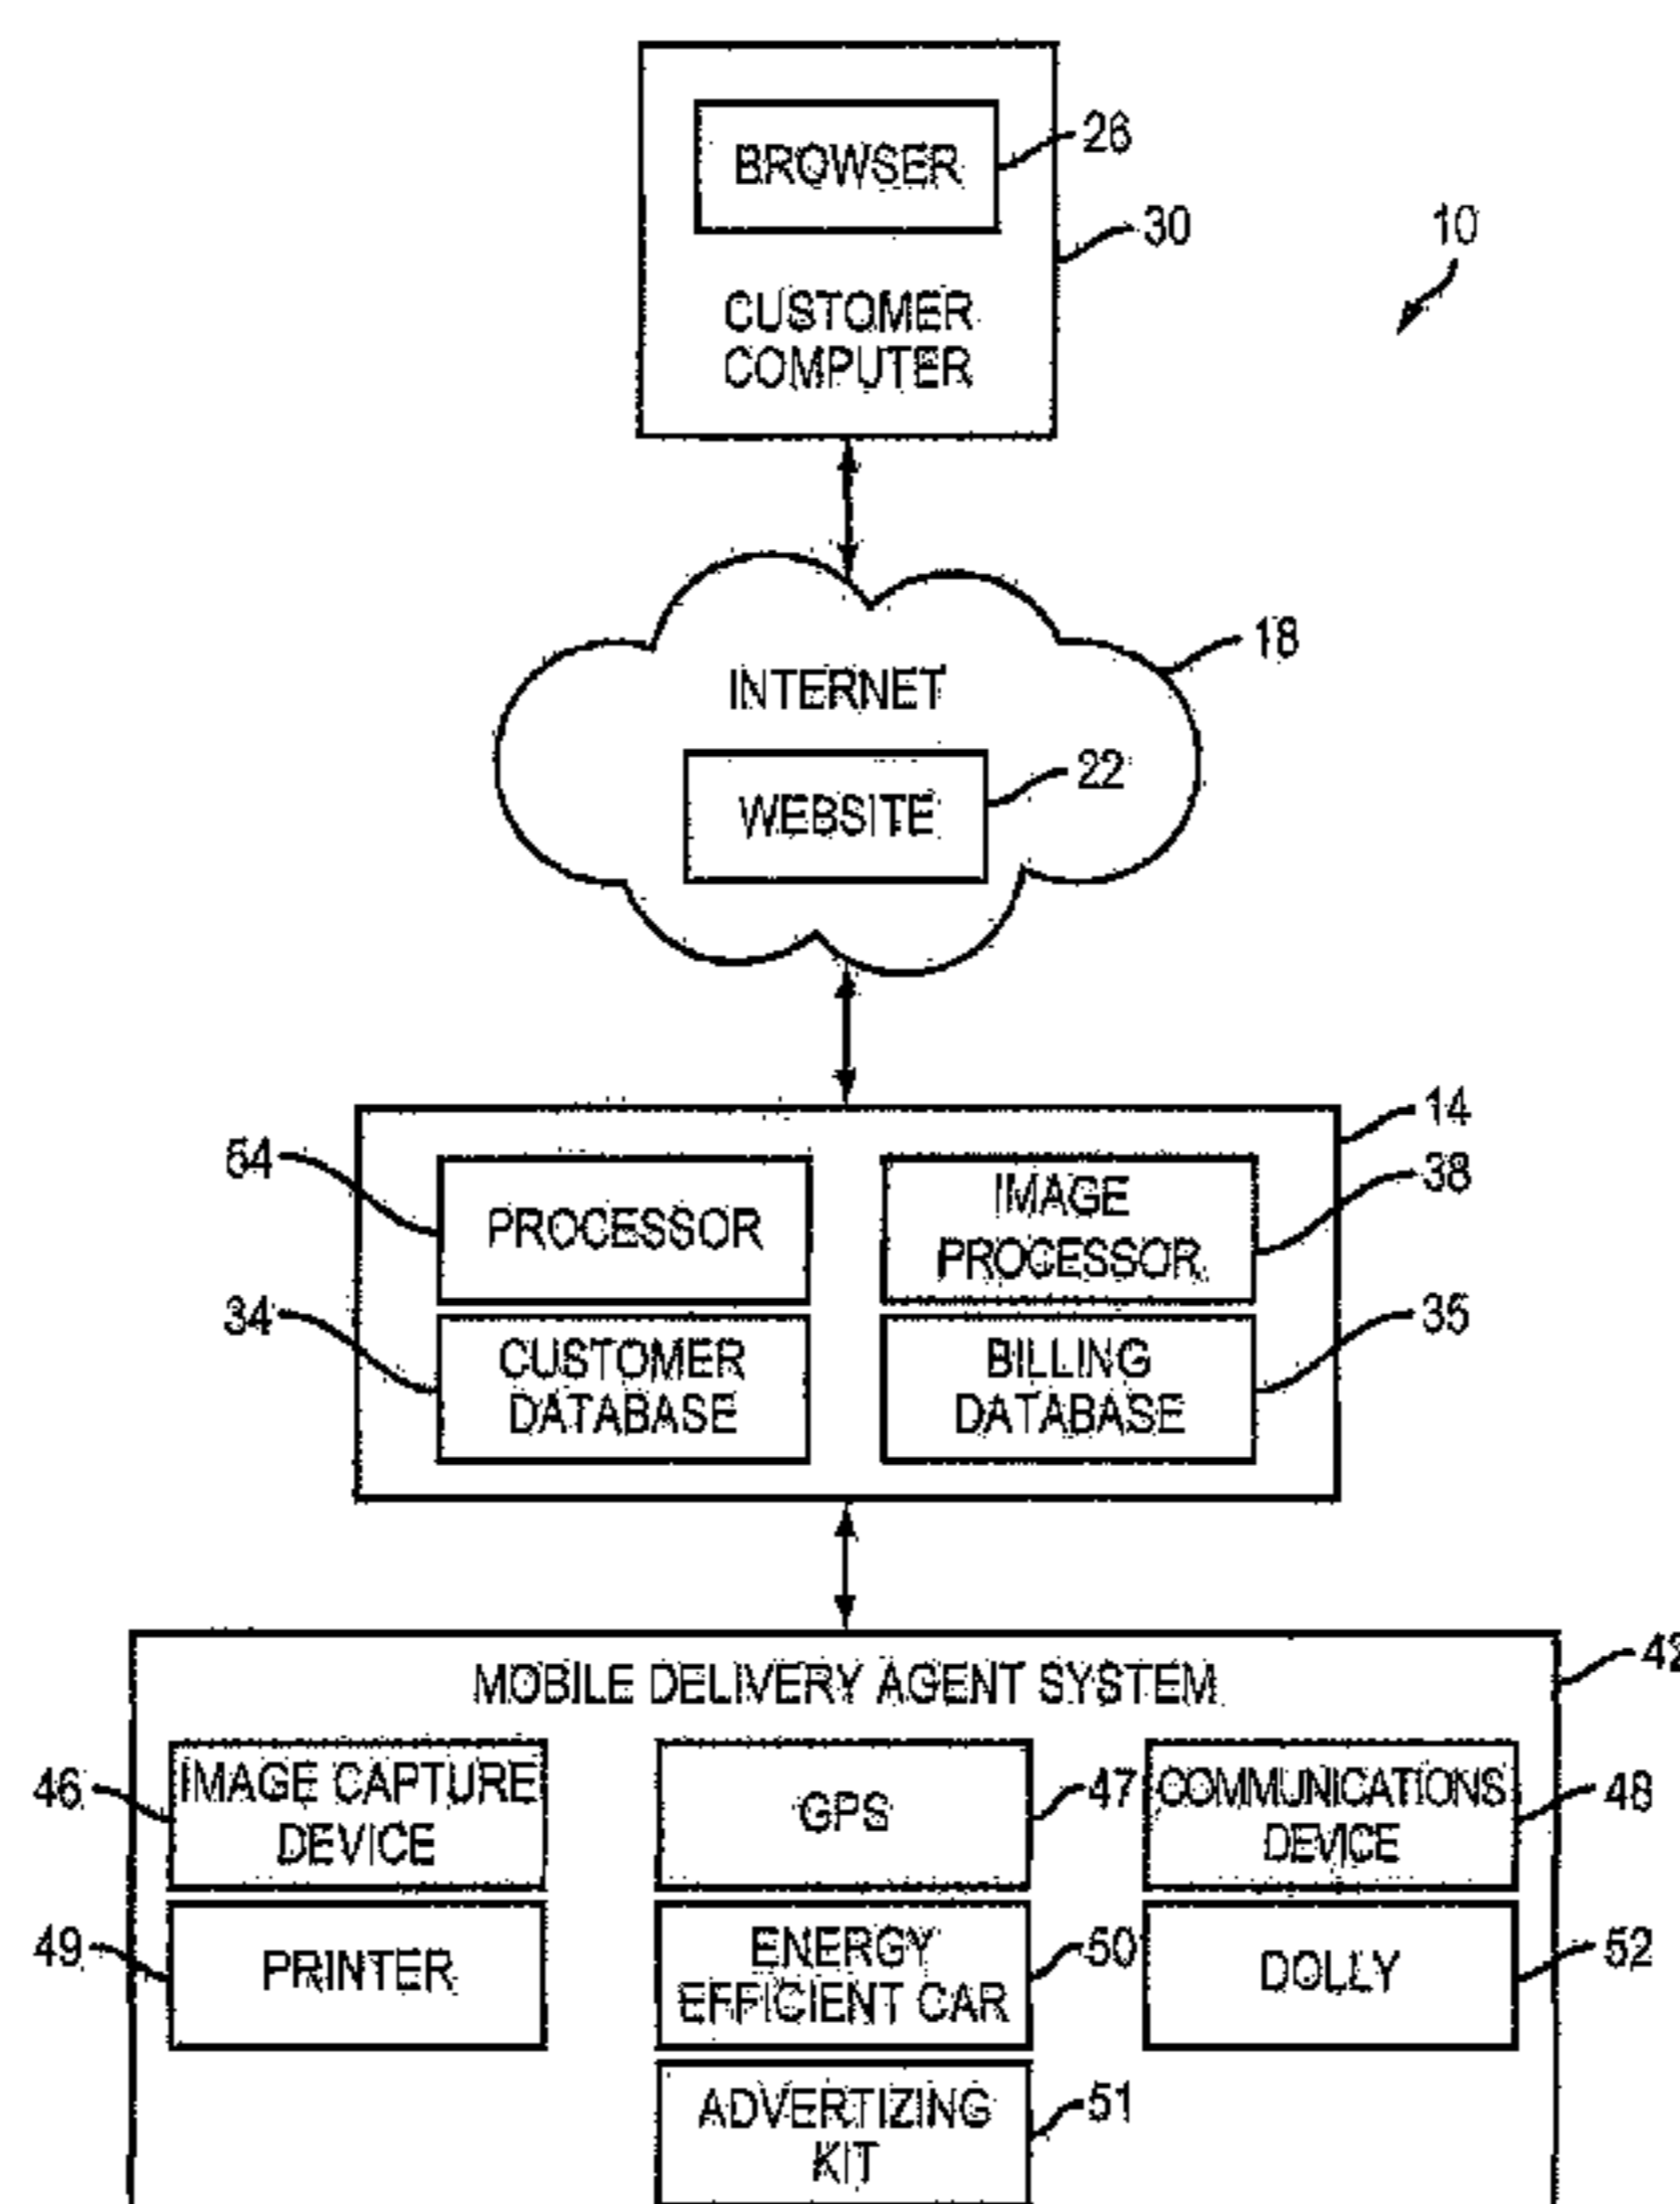 BROWSER
26
30
10
CUSTOMER
COMPUTER
18
INTERNET
22
WEBSITE
14
54
PROCESSOR
IMAGE
PROCESSOR
38
34
CUSTOMER
DATABASE
BILLING
DATABASE
35
MOBILE DELIVERY AGENT SYSTEM
42
46
IMAGE CAPTURE
DEVICE
GPS
47
COMMUNICATIONS
DEVICE
48
49
PRINTER
ENERGY
EFFICIENT CAR
50
DOLLY
52
ADVERTIZING
KIT
51